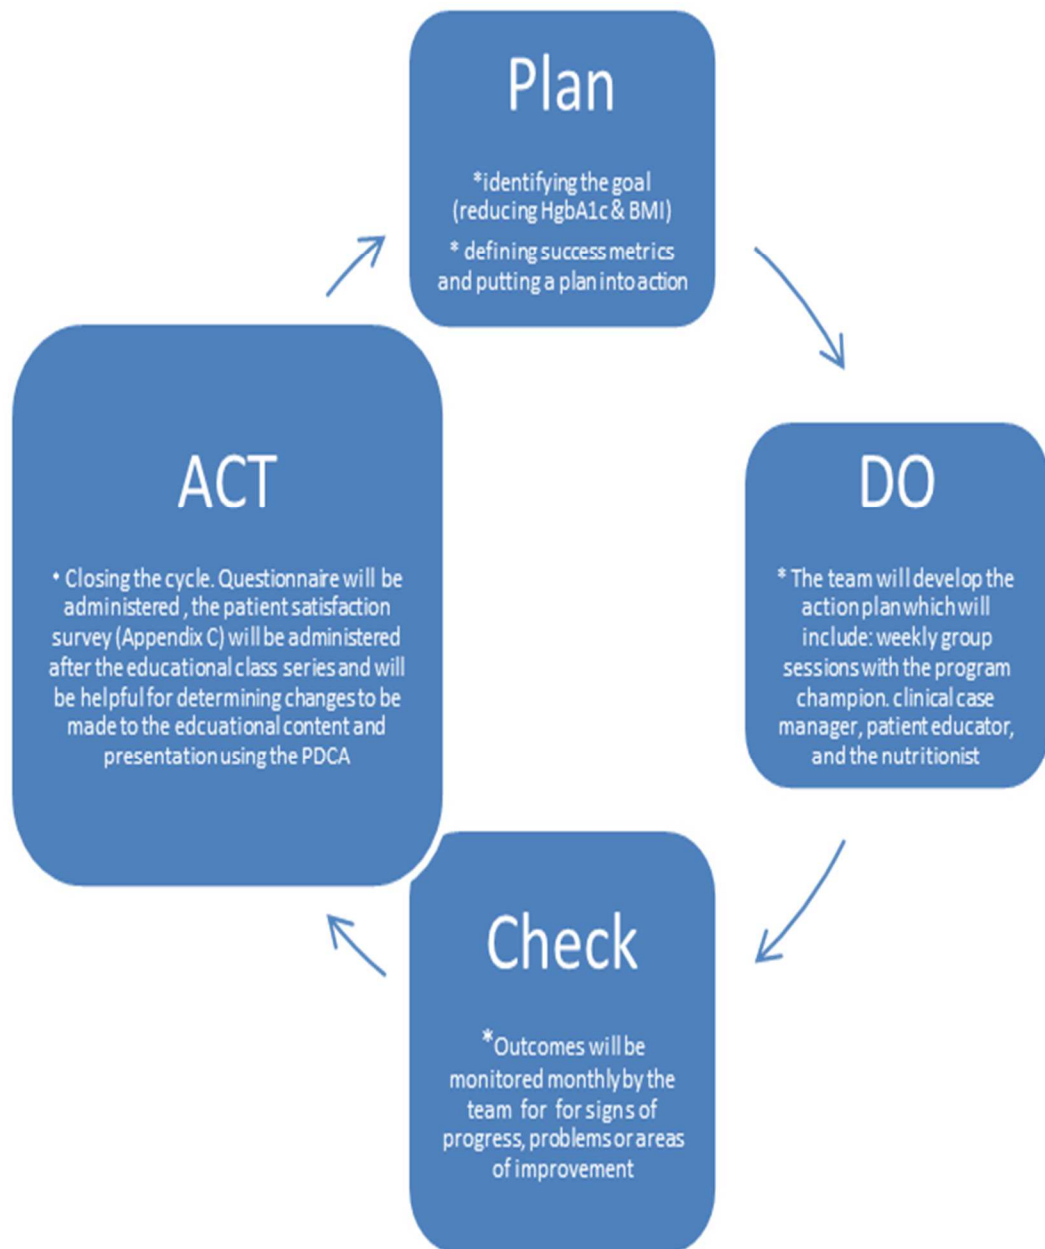 Plan
*identifying the goal
(reducing HgbA1c & BMI)
* defining success metrics
and putting a plan into action
DO
* The team will develop the
action plan which will
include: weekly group
sessions with the program
champion. clinical case
manager, patient educator,
and the nutritionist
Check
*Outcomes will be
monitored monthly by the
team for for signs of
progress, problems or areas
of improvement
ACT
* Closing the cycle. Questionnaire will be
administered , the patient satisfaction
survey (Appendix C) will be administered
after the educational class series and will
be helpful for determining changes to be
made to the edcuational content and
presentation using the PDCA